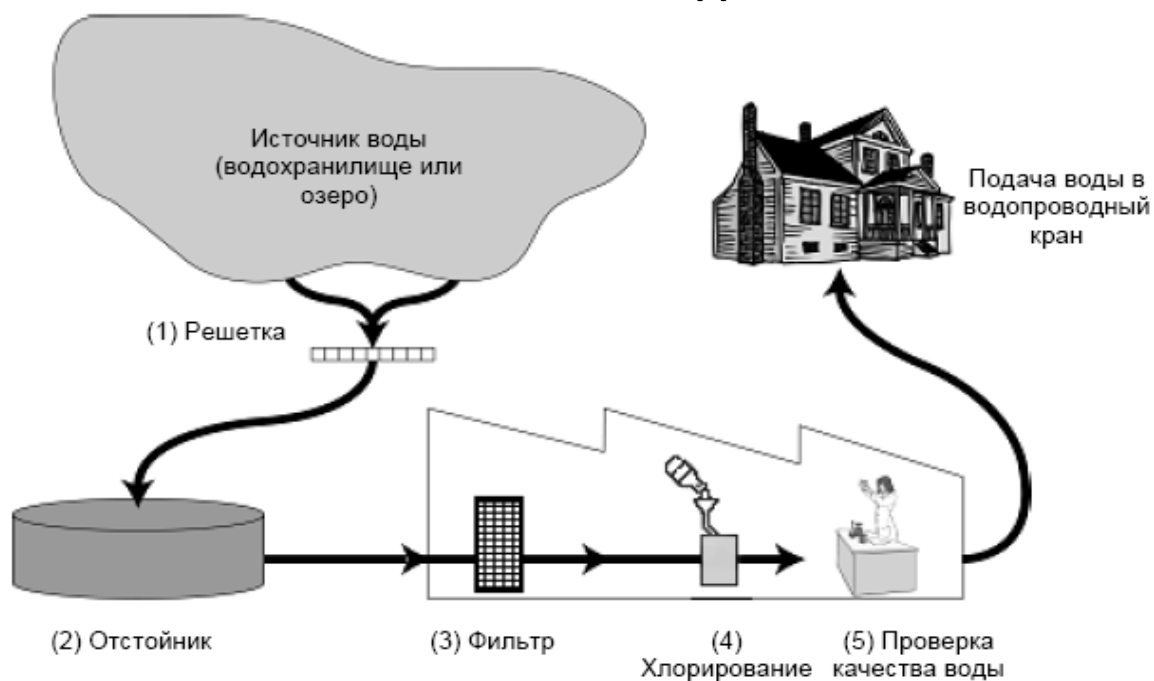 Источник воды
(водохранилище или
озеро)
Подача воды в
водопроводный
кран
(1) Решетка
(2) Отстойник
(3) Фильтр
(4)
Хлорирование
(5) Проверка
качества воды